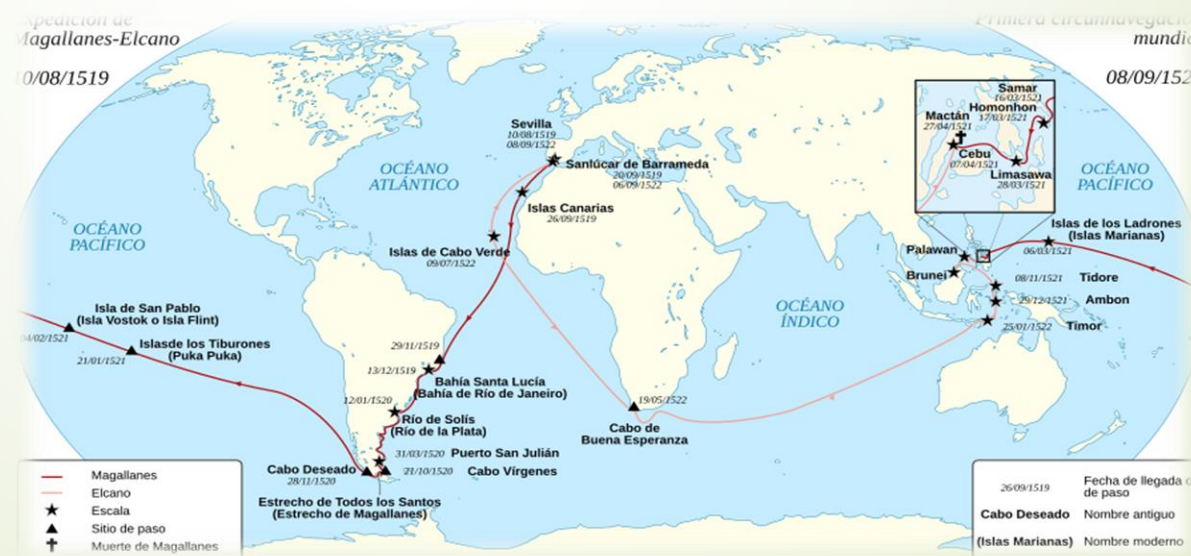 Expedición de
Magallanes-Elcano
10/08/1519
Primera circunnavegació
mundi
08/09/152
Samar
16/03/1521
Homonhon
17/03/1521
Mactán
27/04/1521
Cebu
07/04/1521
Limasawa
28/03/1521
Sevilla
10/08/1519
08/09/1522
Sanlúcar de Barrameda
20/09/1519
06/09/1522
OCÉANO
ATLÁNTICO
OCÉANO
PACÍFICO
Islas Canarias
26/09/1519
OCÉANO
PACÍFICO
Islas de Cabo Verde
09/07/1522
Islas de los Ladrones
(Islas Marianas)
06/03/1521
Palawan
Brunei
08/11/1521 Tidore
29/12/1521 Ambon
25/01/1522 Timor
OCÉANO
ÍNDICO
Isla de San Pablo
(Isla Vostok o Isla Flint)
04/02/1521
Islasde los Tiburones
(Puka Puka)
21/01/1521
29/11/1519
13/12/1519
Bahía Santa Lucía
(Bahía de Río de Janeiro)
12/01/1520
Río de Solís
(Río de la Plata)
19/05/1522
Cabo de
Buena Esperanza
31/03/1520 Puerto San Julián
Cabo Deseado
28/11/1520
21/10/1520 Cabo Vírgenes
Estrecho de Todos los Santos
(Estrecho de Magallanes)
Magallanes
Elcano
Escala
Sitio de paso
Muerte de Magallanes
26/09/1519 Fecha de llegada o
de paso
Cabo Deseado Nombre antiguo
(Islas Marianas) Nombre moderno